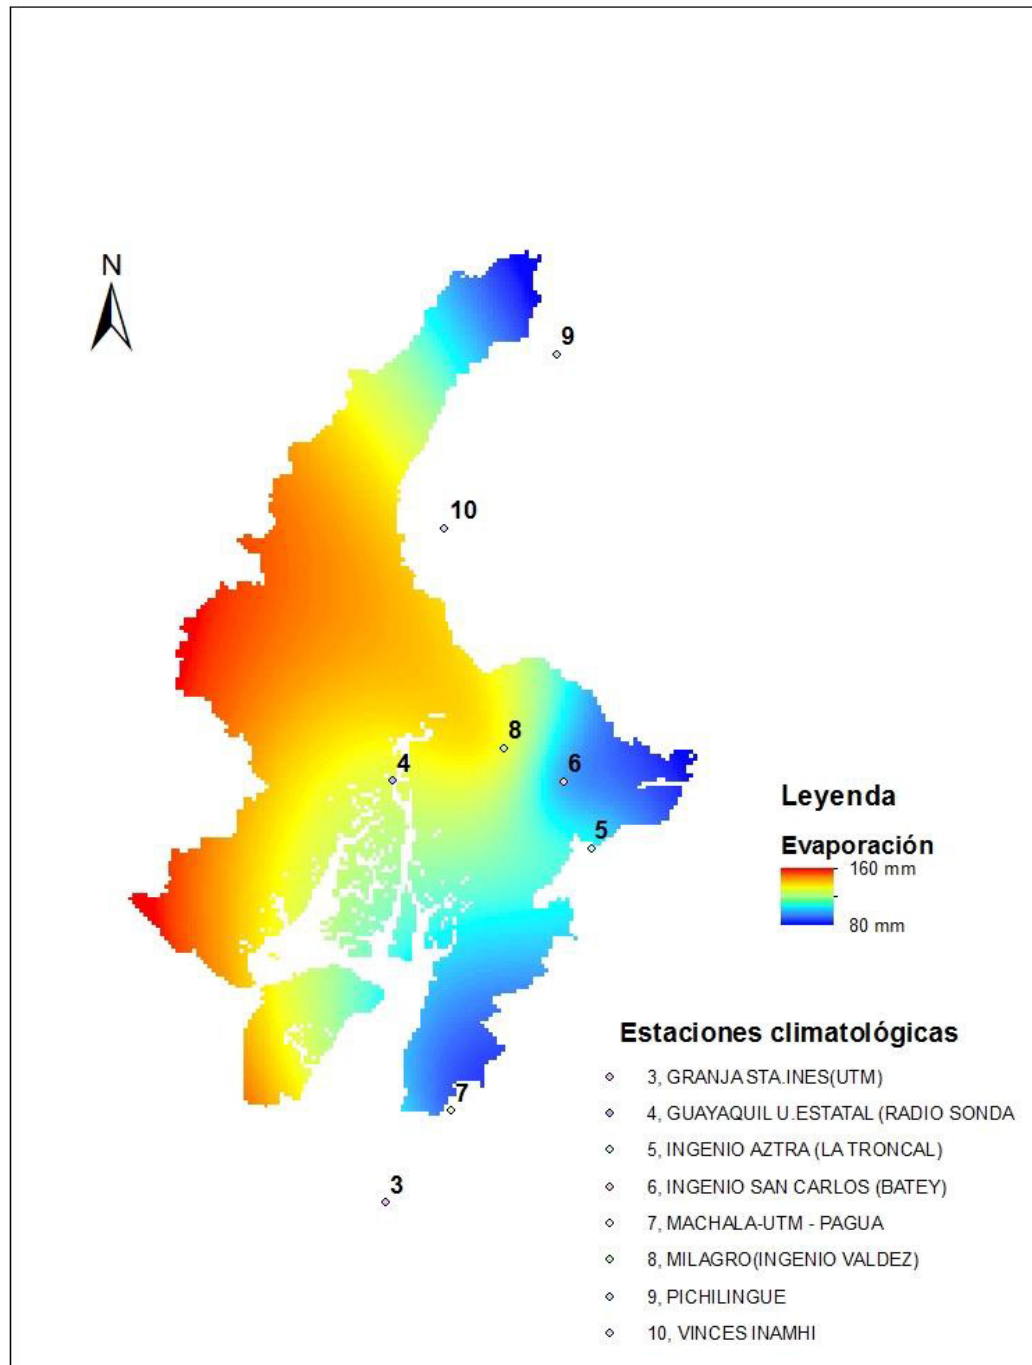 N
9
10
8
4
6
5
7
3
Leyenda
Evaporación
160 mm
80 mm
Estaciones climatológicas
3, GRANJA STA.INES(UTM)
4, GUAYAQUIL U.ESTATAL (RADIO SONDA
5, INGENIO AZTRA (LA TRONCAL)
6, INGENIO SAN CARLOS (BATEY)
7, MACHALA-UTM - PAGUA
8, MILAGRO(INGENIO VALDEZ)
9, PICHILINGUE
10, VINCES INAMHI